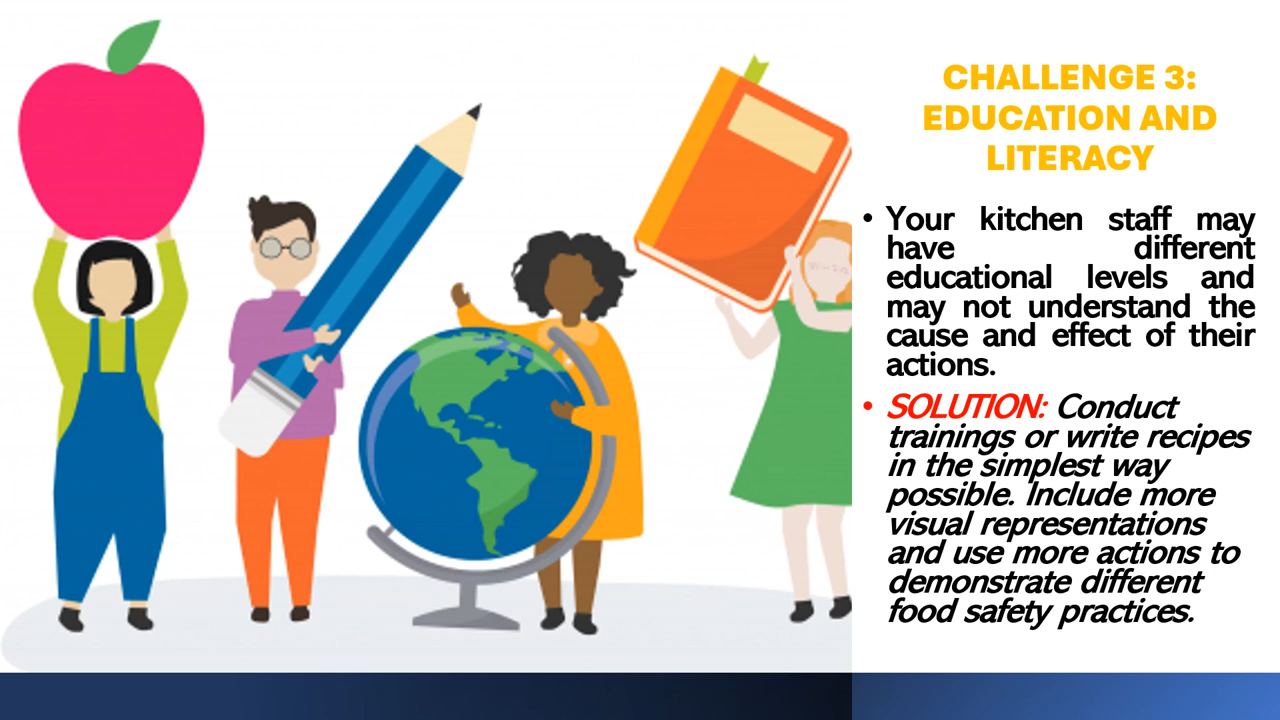 CHALLENGE 3:
EDUCATION AND
LITERACY
• Your kitchen staff may
have different
educational levels and
may not understand the
cause and effect of their
actions.
• SOLUTION: Conduct
trainings or write recipes
in the simplest way
possible. Include more
visual representations
and use more actions to
demonstrate different
food safety practices.